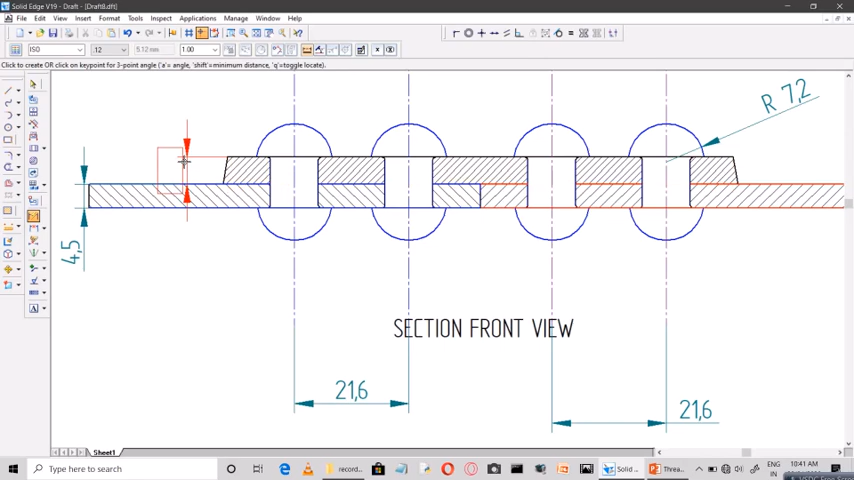 Solid Edge V19 - Draft - [Draft8.dft]
File Edit View Insert Format Tools Inspect Applications Manage Window Help
ISO .12 5.12 mm 1.00
Click to create OR click on keypoint for 3-point angle ('a'= angle, 'shift'=minimum distance, 'q'=toggle locate).
R 7,2
4,5
SECTION FRONT VIEW
21,6
21,6
Sheet1
Type here to search
record...
Solid ...
Threa...
ENG
IN
10:41 AM